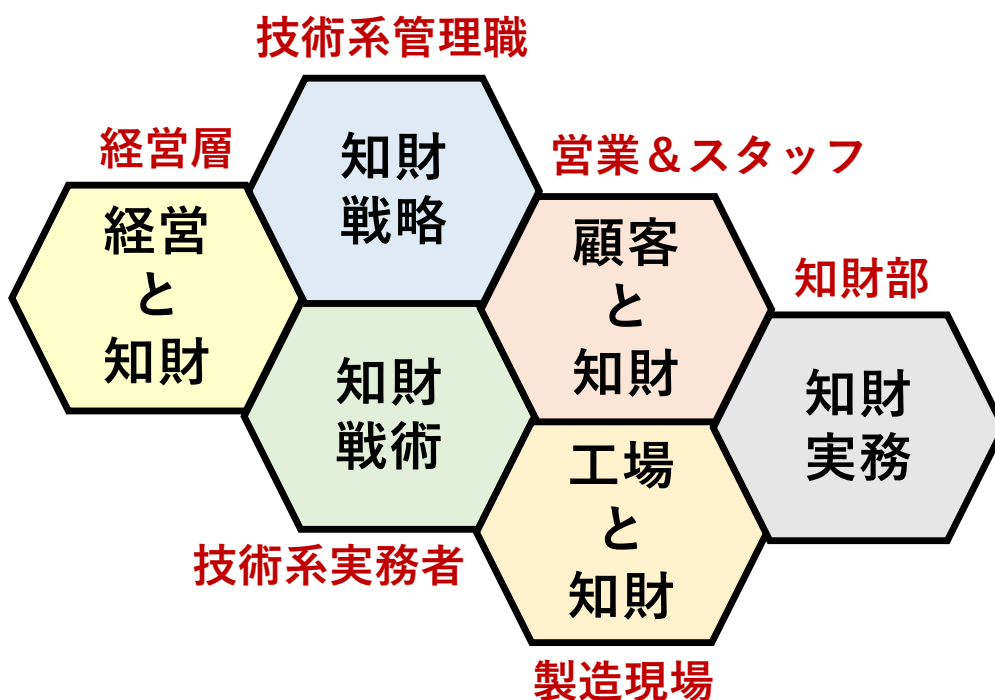 技術系管理職
知財
戦略
経営層
経営
と
知財
営業&スタッフ
顧客
と
知財
知財部
知財
実務
知財
戦術
技術系実務者
工場
と
知財
製造現場